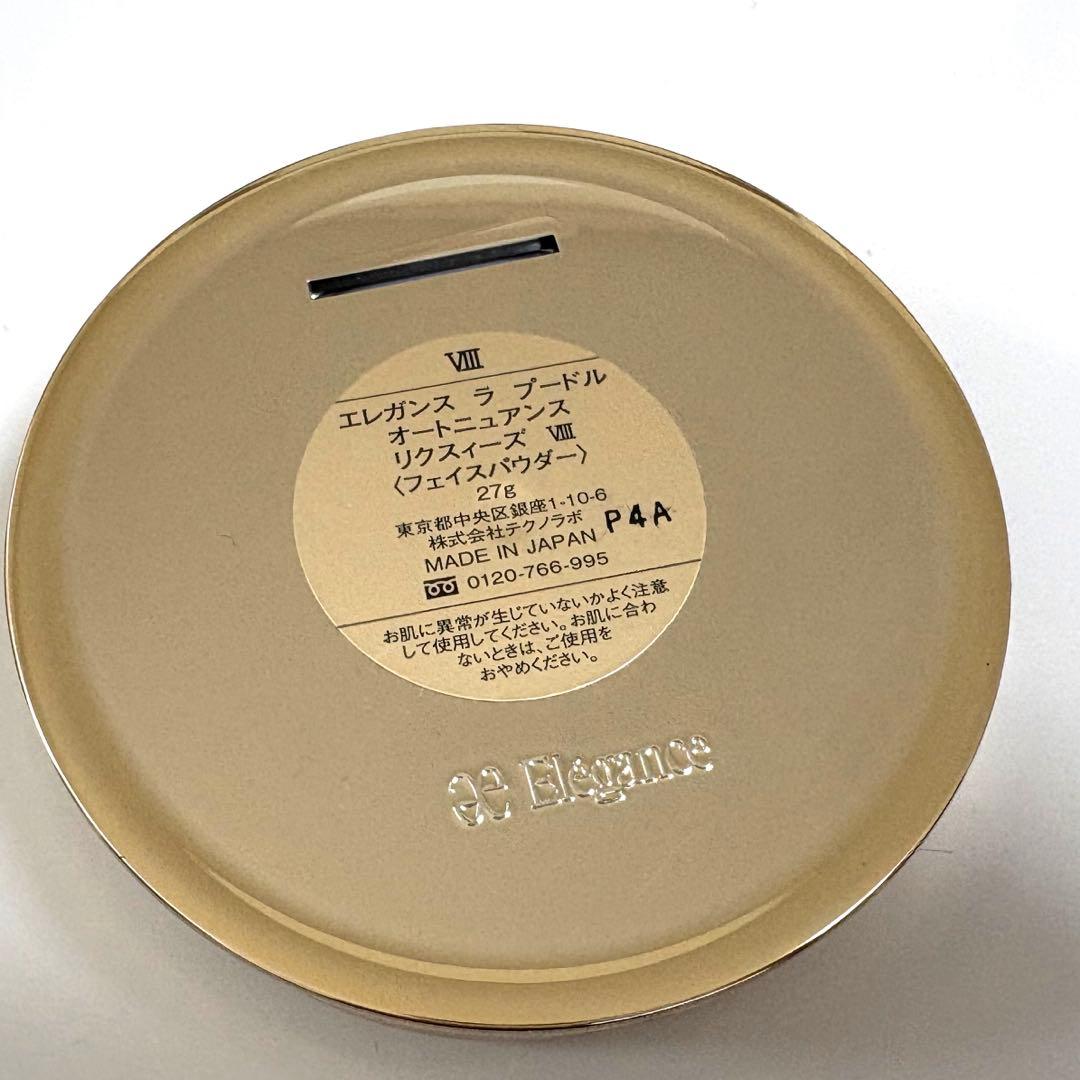 Ⅷ
エレガンス ラ プードル
オートニュアンス
リクスィーズ Ⅷ
〈フェイスパウダー〉
27g
東京都中央区銀座1-10-6
株式会社テクノラボ
P4A
MADE IN JAPAN
0120-766-995
お肌に異常が生じていないかよく注意
して使用してください。お肌に合わ
ないときは、ご使用を
おやめください。
Elégance